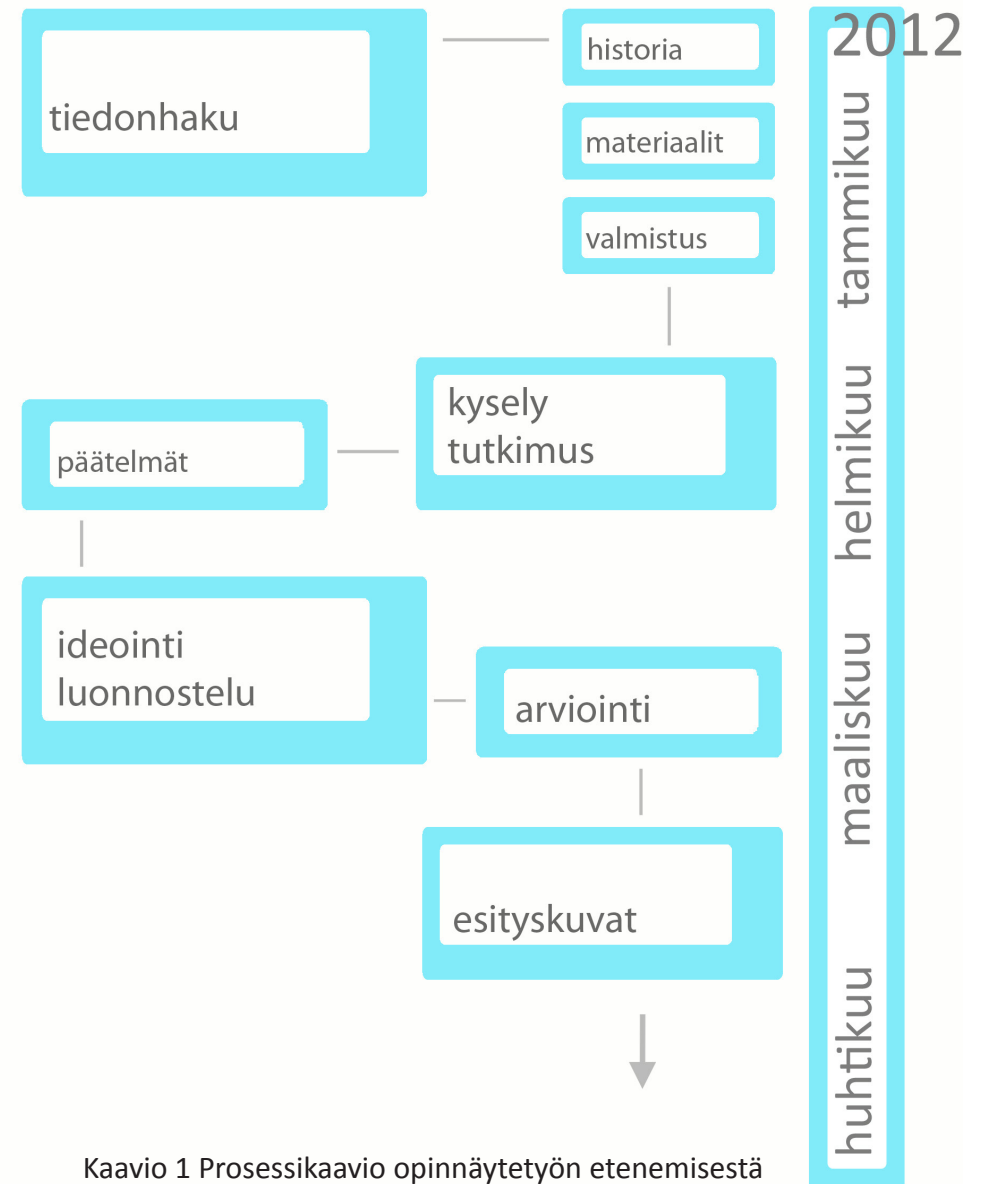 tiedonhaku
historia
materiaalit
valmistus
kysely
tutkimus
päätelmät
ideointi
luonnostelu
arviointi
esityskuvat
2012
tammikuu
helmikuu
maaliskuu
huhtikuu
Kaavio 1 Prosessikaavio opinnäytetyön etenemisestä